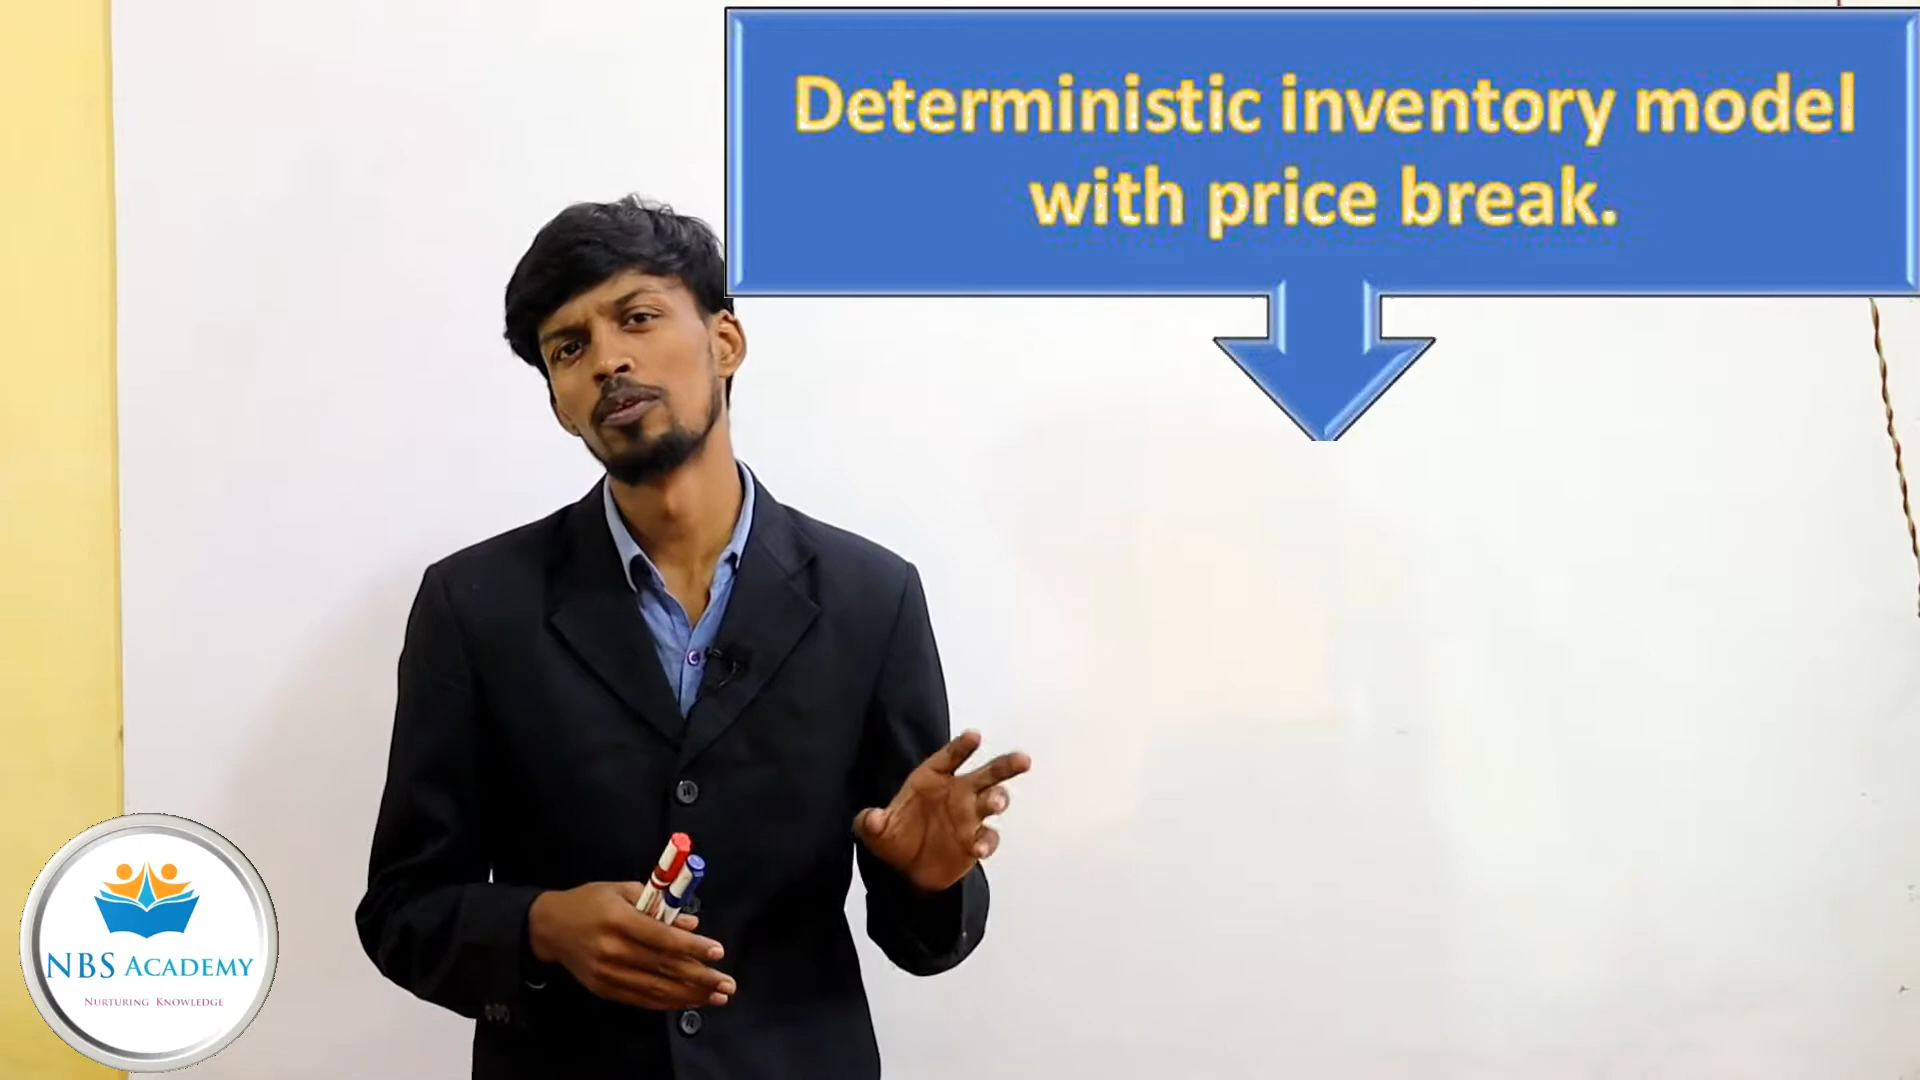 Deterministic inventory model
with price break.
NBS ACADEMY
NURTURING KNOWLEDGE